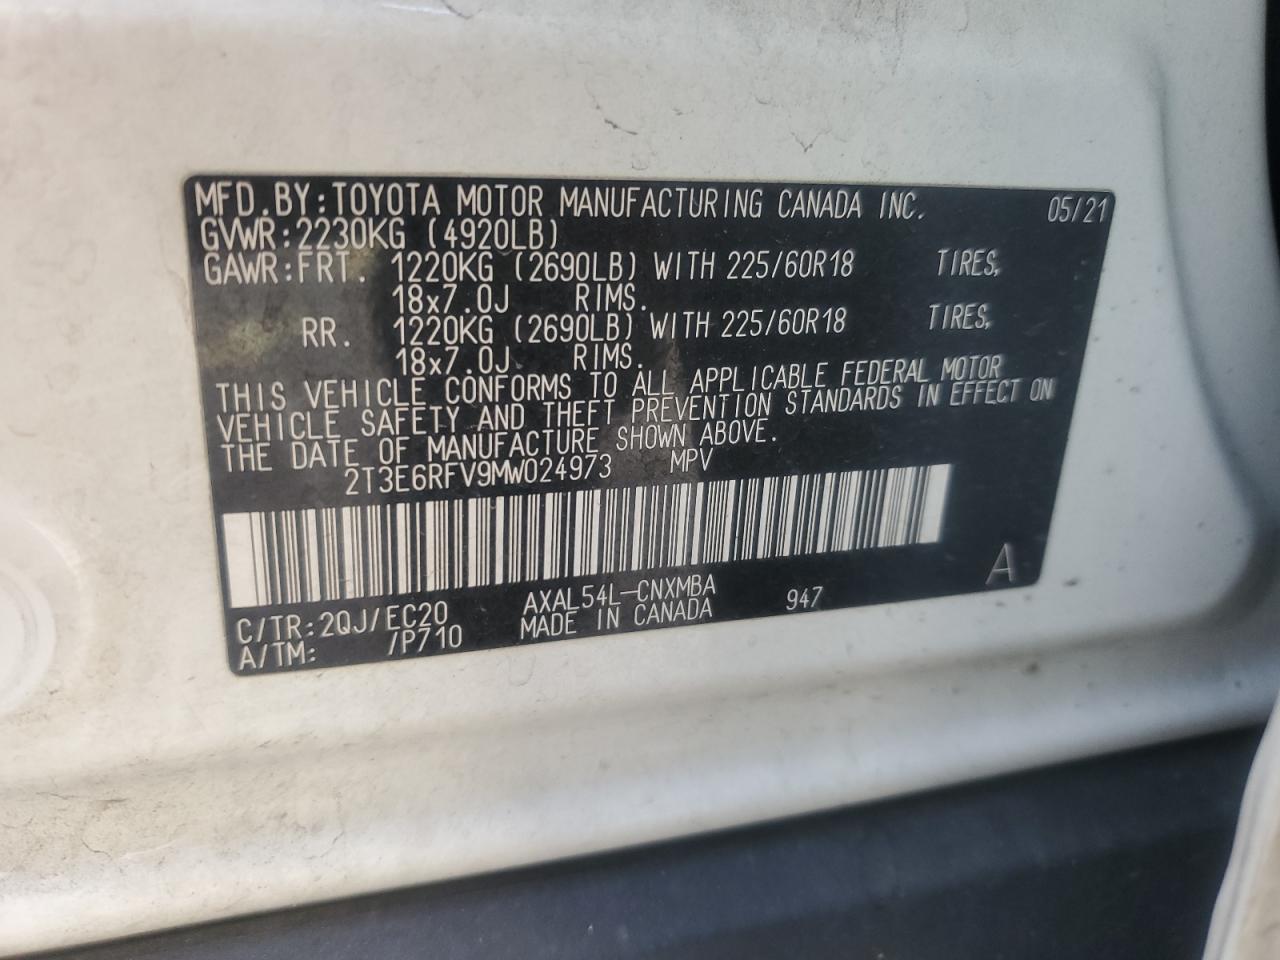 MFD.BY:TOYOTA MOTOR MANUFACTURING CANADA INC. 05/21
GVWR:2230KG (4920LB)
GAWR:FRT. 1220KG (2690LB) WITH 225/60R18 TIRES,
18x7.0J RIMS.
RR. 1220KG (2690LB) WITH 225/60R18 TIRES,
18x7.0J RIMS.
THIS VEHICLE CONFORMS TO ALL APPLICABLE FEDERAL MOTOR
VEHICLE SAFETY AND THEFT PREVENTION STANDARDS IN EFFECT ON
THE DATE OF MANUFACTURE SHOWN ABOVE.
2T3E6RFV9MW024973 MPV
A
C/TR:2QJ/EC20 AXAL54L-CNXMBA 947
A/TM: /P710 MADE IN CANADA